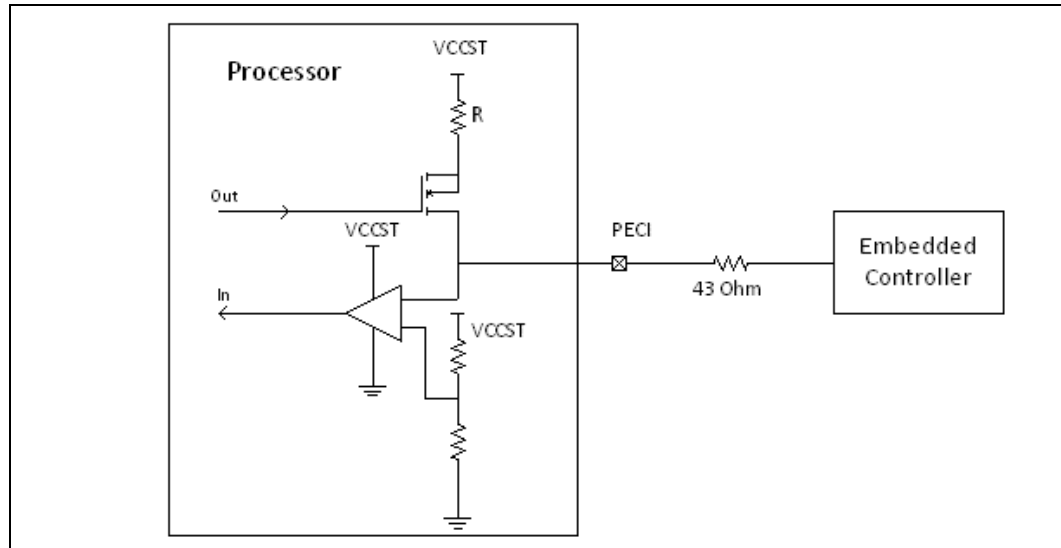 VCCST
Processor
R
Out
VCCST
PECI
Embedded
Controller
43 Ohm
In
VCCST